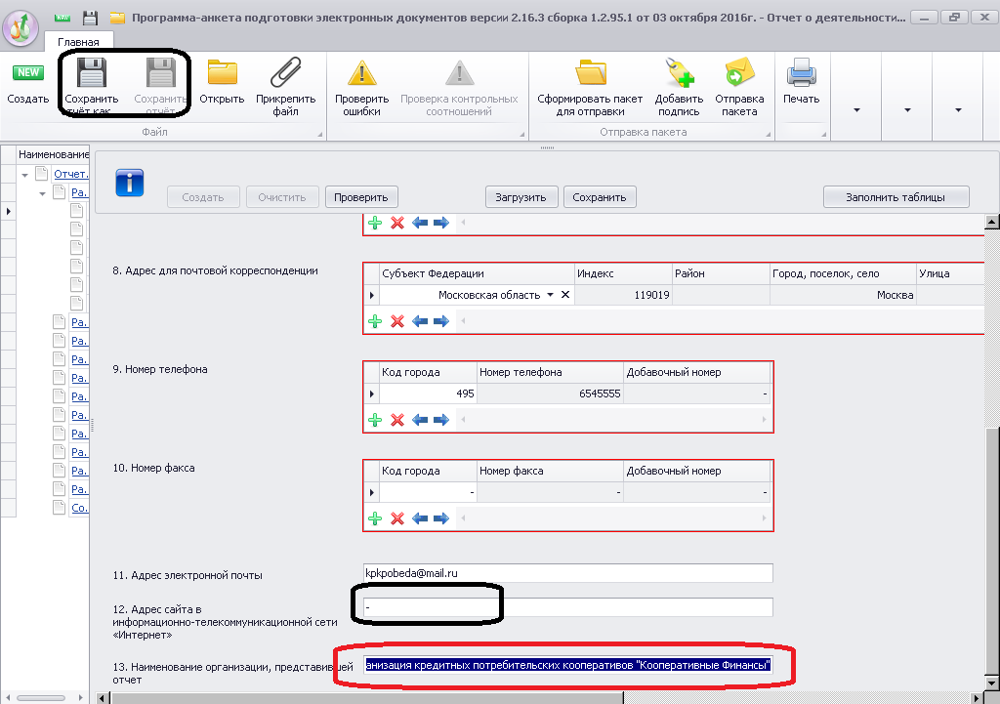 NEW
Программа-анкета подготовки электронных документов версии 2.16.3 сборка 1.2.95.1 от 03 октября 2016г. - Отчет о деятельности...
Главная
NEW
Создать
Сохранить отчёт как
Сохранить отчёт
Открыть
Прикрепить файл
Проверить ошибки
Проверка контрольных соотношений
Сформировать пакет для отправки
Добавить подпись
Отправка пакета
Печать
Файл
Отправка пакета
Наименование
Отчет.
Ра.
Ра.
Ра.
Ра.
Ра.
Ра.
Ра.
Ра.
Ра.
Ра.
Ра.
Со.
Создать
Очистить
Проверить
Загрузить
Сохранить
Заполнить таблицы
8. Адрес для почтовой корреспонденции
Субъект Федерации Индекс Район Город, поселок, село Улица
Московская область 119019 Москва
9. Номер телефона
Код города Номер телефона Добавочный номер
495 6545555 -
10. Номер факса
Код города Номер факса Добавочный номер
- - -
11. Адрес электронной почты
kpkpobeda@mail.ru
12. Адрес сайта в
информационно-телекоммуникационной сети
«Интернет»
-
13. Наименование организации, представившей
отчет
анизация кредитных потребительских кооперативов "Кооперативные Финансы"